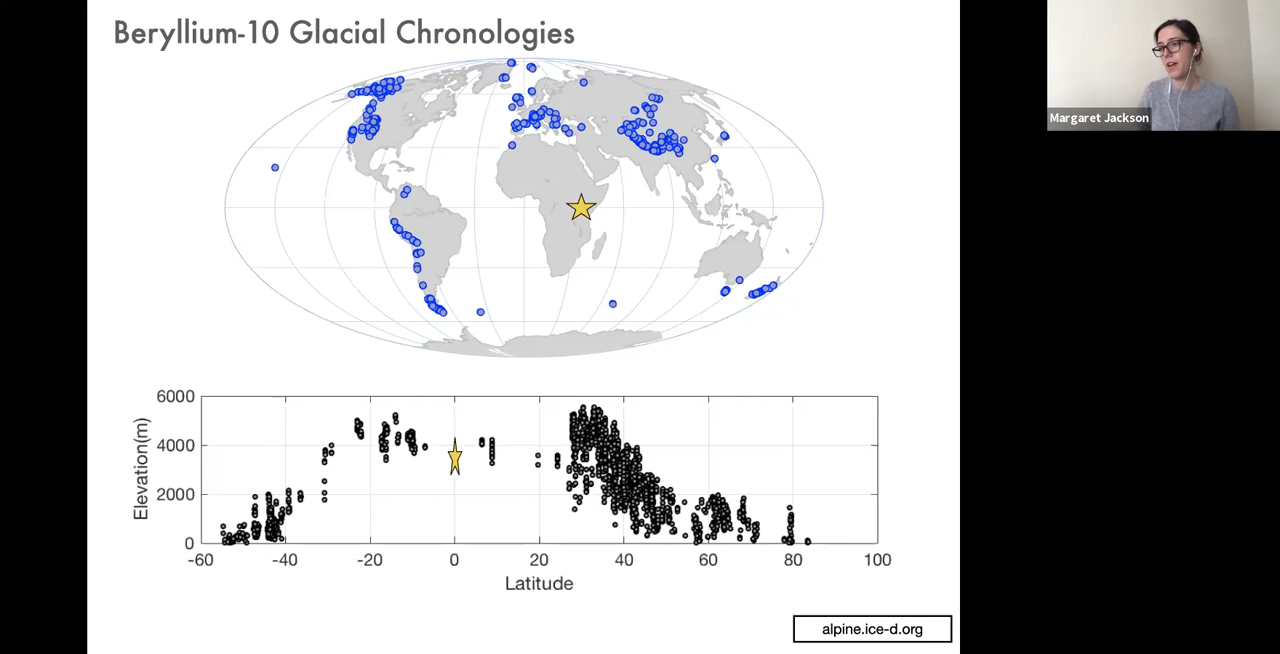 Beryllium-10 Glacial Chronologies
Margaret Jackson
6000
4000
2000
0
Elevation(m)
-60 -40 -20 0 20 40 60 80 100
Latitude
alpine.ice-d.org